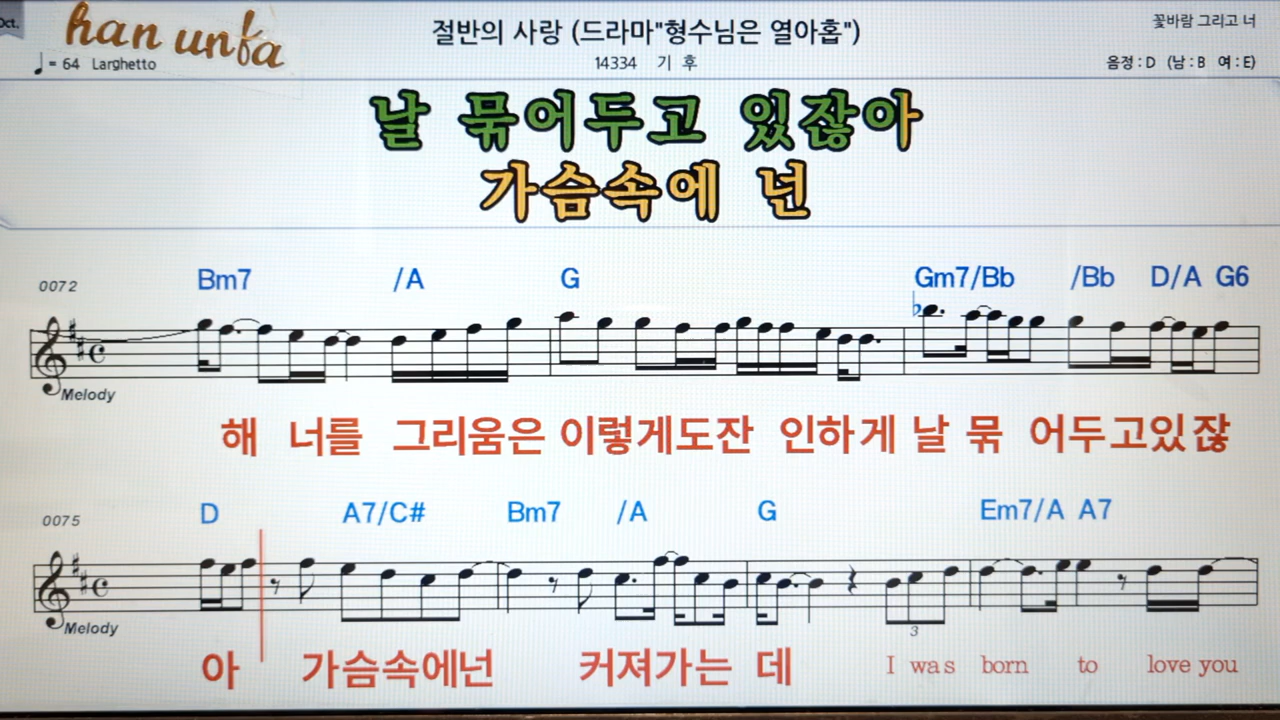 Oct.
han unfa
절반의 사랑 (드라마"형수님은 열아홉")
꽃바람 그리고 너
♩= 64 Larghetto
14334 기 후
음정 : D (남 : B 여 : E)
날 묶어두고 있잖아
가슴속에 넌
0072 Bm7 /A G Gm7/Bb /Bb D/A G6
Melody
해 너를 그리움은 이렇게도잔 인하게 날 묶 어두고있잖
0075 D A7/C# Bm7 /A G Em7/A A7
3
Melody
아 가슴속에넌 커져가는 데 I was born to love you